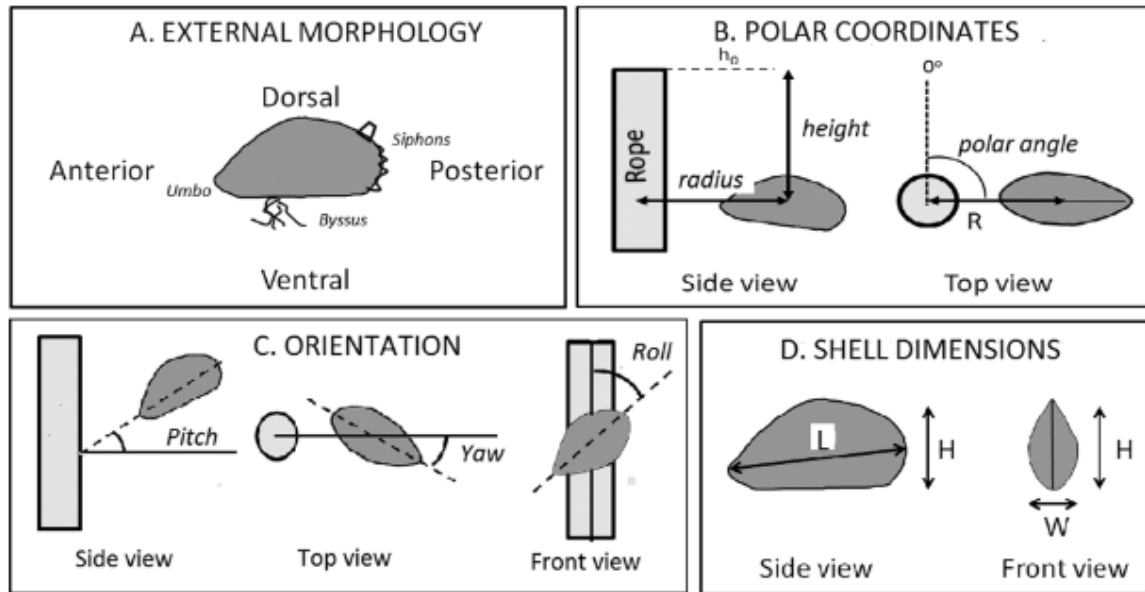 A. EXTERNAL MORPHOLOGY
Dorsal
Siphons
Anterior
Posterior
Umbo
Byssus
Ventral
B. POLAR COORDINATES
h₀
0°
height
polar angle
Rope
radius
R
Side view
Top view
C. ORIENTATION
Roll
Pitch
Yaw
Side view
Top view
Front view
D. SHELL DIMENSIONS
L
H
H
W
Side view
Front view